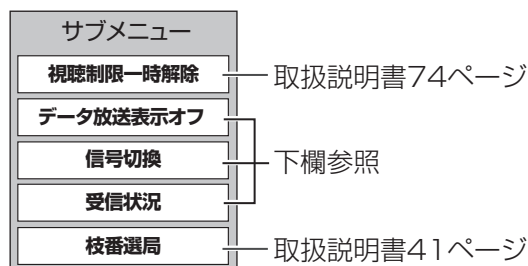 サブメニュー
視聴制限一時解除
取扱説明書74ページ
データ放送表示オフ
信号切換
下欄参照
受信状況
枝番選局
取扱説明書41ページ